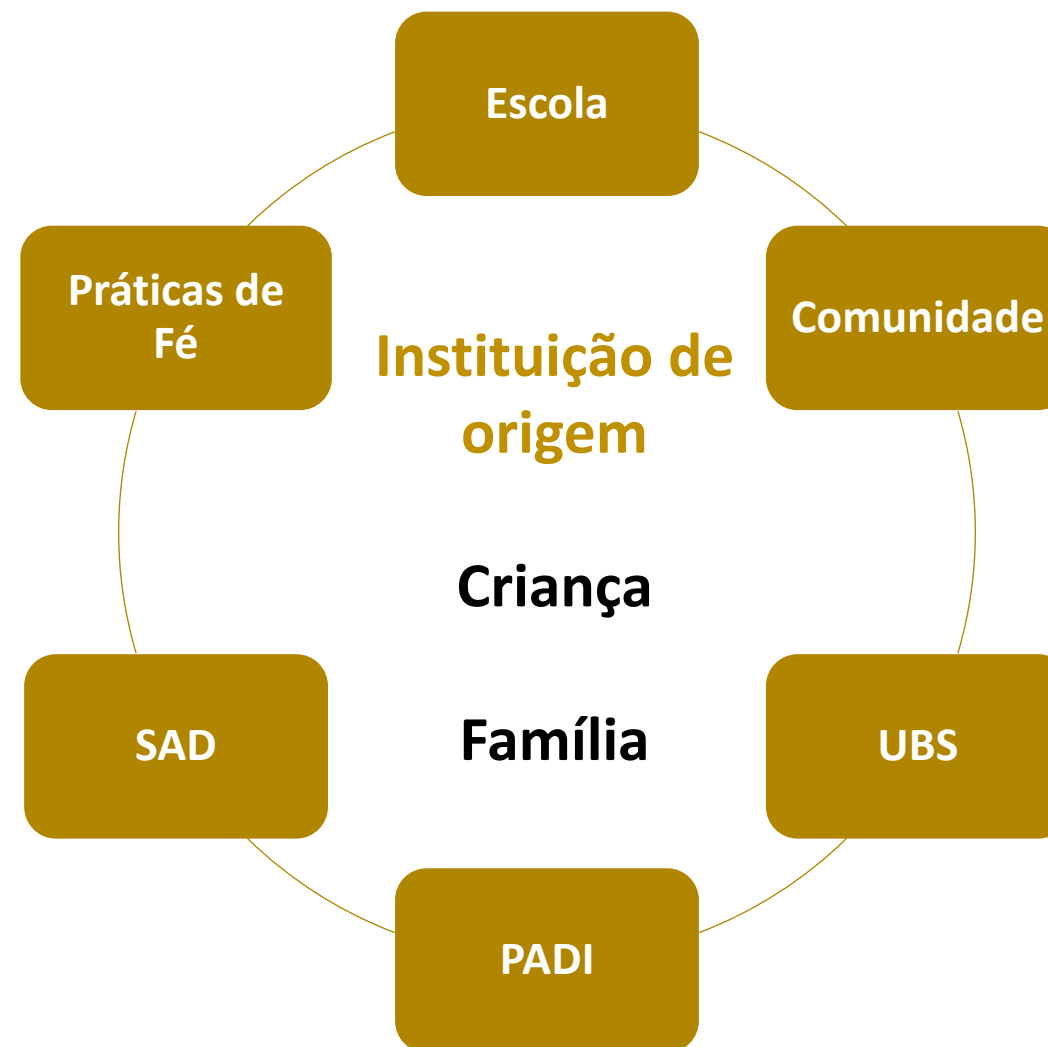 Escola
Práticas de
Fé
Comunidade
Instituição de
origem
Criança
Família
SAD
UBS
PADI